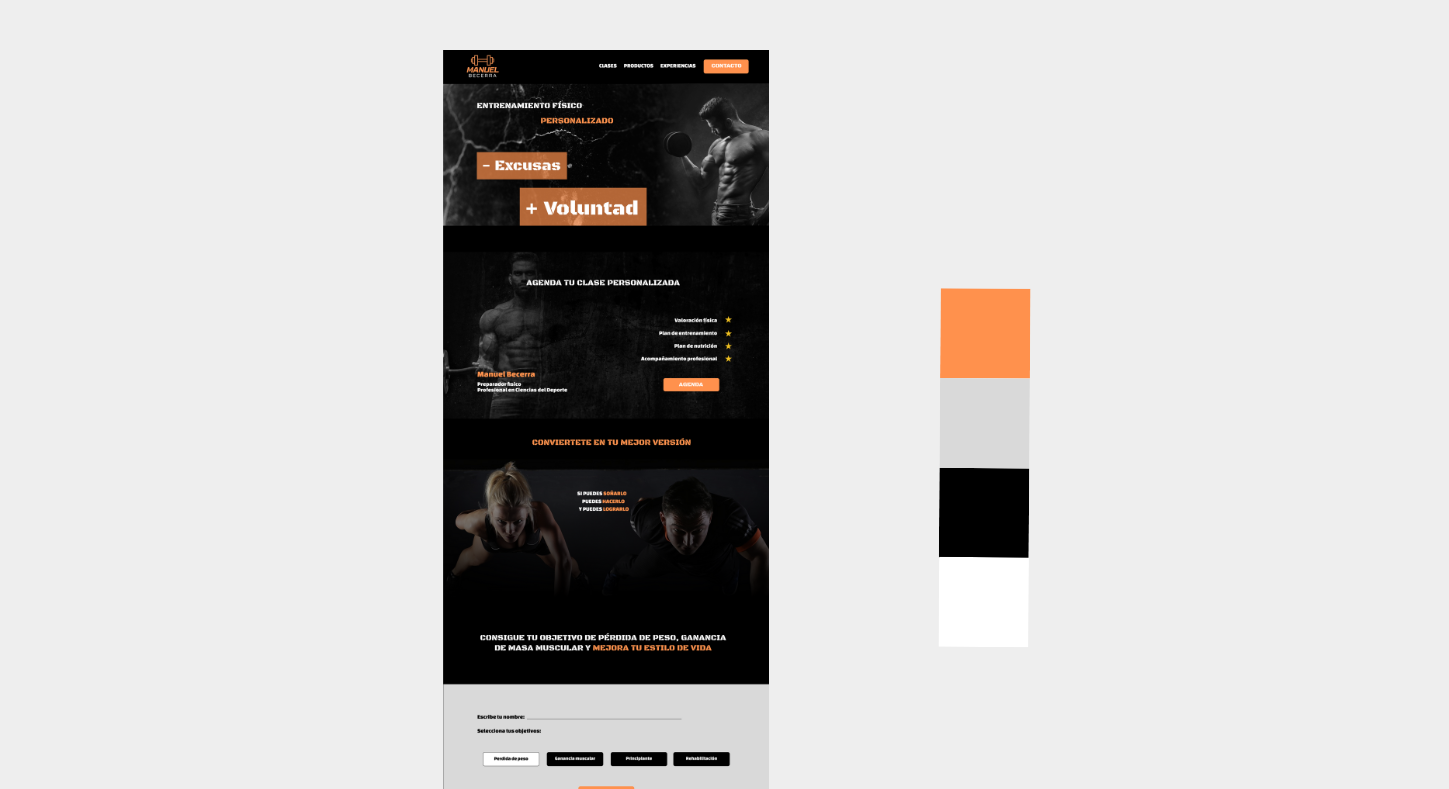 MANUEL
BECERRA
CLASES PRODUCTOS EXPERIENCIAS CONTACTO
ENTRENAMIENTO FÍSICO
PERSONALIZADO
- Excusas
+ Voluntad
AGENDA TU CLASE PERSONALIZADA
Valoración física
Plan de entrenamiento
Plan de nutrición
Acompañamiento profesional
Manuel Becerra
Preparador físico
Profesional en Ciencias del Deporte
AGENDA
CONVIERTETE EN TU MEJOR VERSIÓN
SI PUEDES SOÑARLO
PUEDES HACERLO
Y PUEDES LOGRARLO
CONSIGUE TU OBJETIVO DE PÉRDIDA DE PESO, GANANCIA
DE MASA MUSCULAR Y MEJORA TU ESTILO DE VIDA
Escribe tu nombre:
Selecciona tus objetivos:
Perdida de peso Ganancia muscular Principiante Rehabilitación